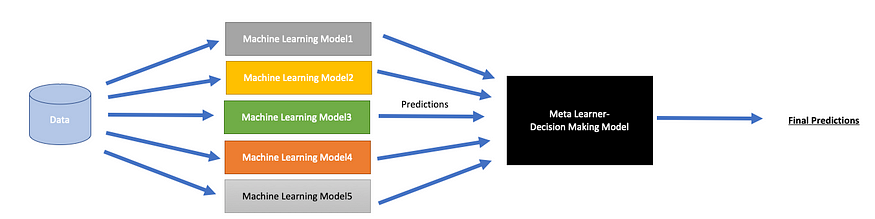 Data
Machine Learning Model1
Machine Learning Model2
Machine Learning Model3
Machine Learning Model4
Machine Learning Model5
Predictions
Meta Learner-
Decision Making Model
Final Predictions